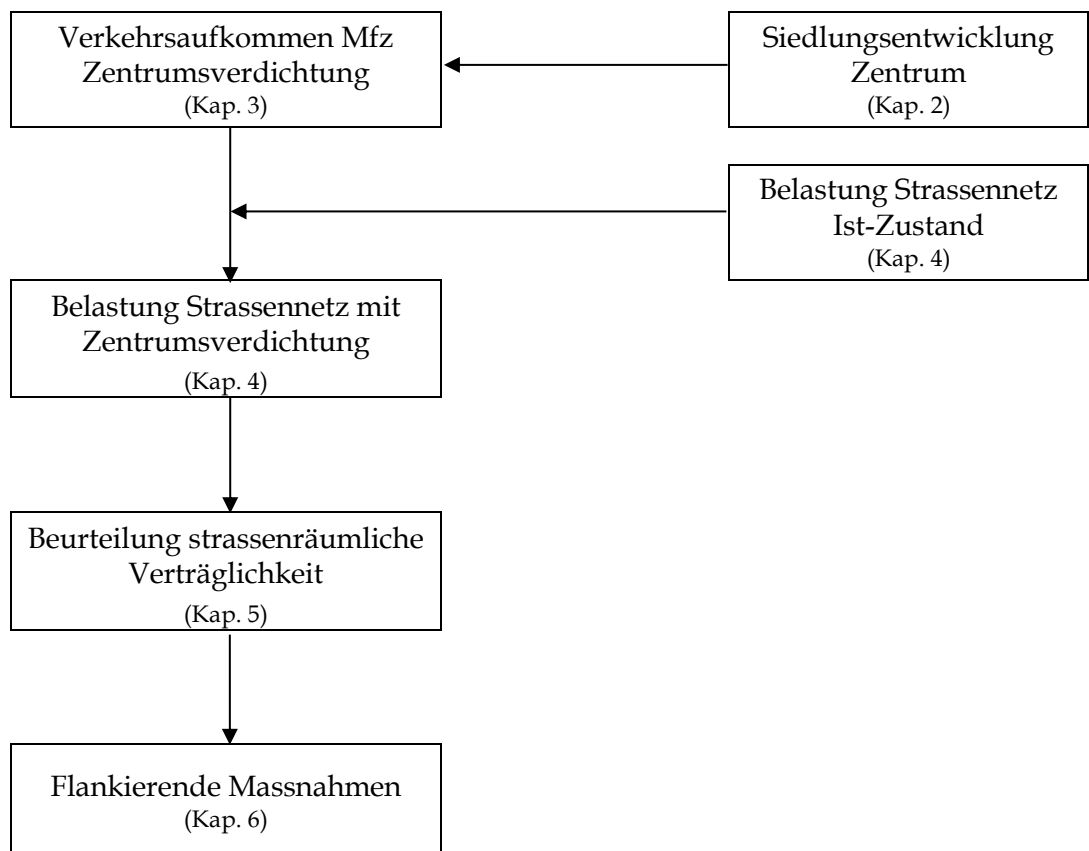 Verkehrsaufkommen Mfz
Zentrumsverdichtung
(Kap. 3)
Siedlungsentwicklung
Zentrum
(Kap. 2)
Belastung Strassennetz
Ist-Zustand
(Kap. 4)
Belastung Strassennetz mit
Zentrumsverdichtung
(Kap. 4)
Beurteilung strassenräumliche
Verträglichkeit
(Kap. 5)
Flankierende Massnahmen
(Kap. 6)